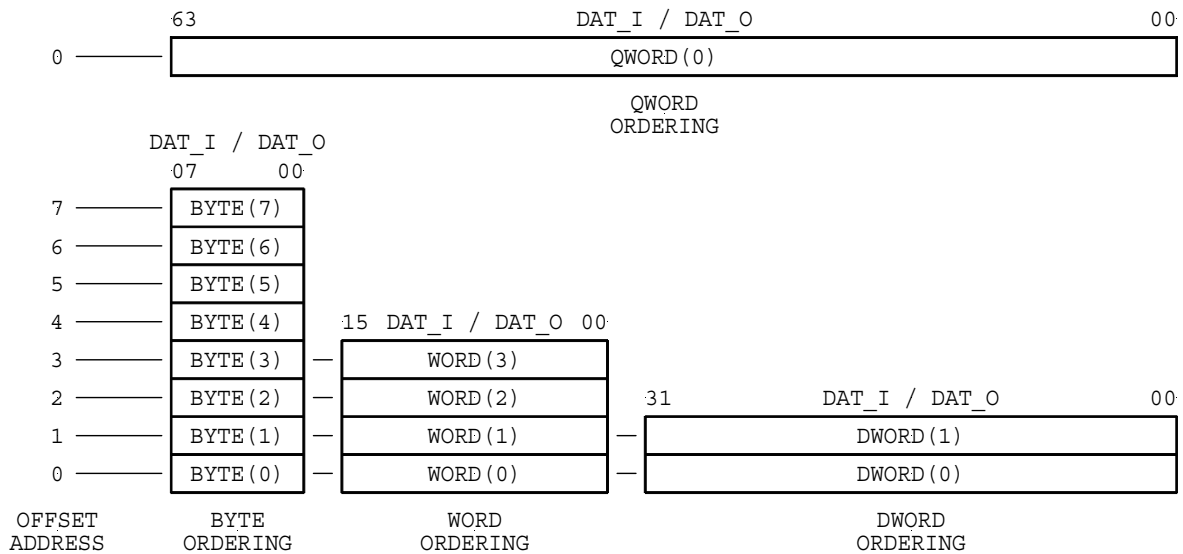 63 DAT_I / DAT_O 00
0 QWORD(0)
QWORD
ORDERING
DAT_I / DAT_O
07 00
7 BYTE(7)
6 BYTE(6)
5 BYTE(5)
4 BYTE(4) 15 DAT_I / DAT_O 00
3 BYTE(3) WORD(3)
2 BYTE(2) WORD(2) 31 DAT_I / DAT_O 00
1 BYTE(1) WORD(1) DWORD(1)
0 BYTE(0) WORD(0) DWORD(0)
OFFSET BYTE WORD DWORD
ADDRESS ORDERING ORDERING ORDERING